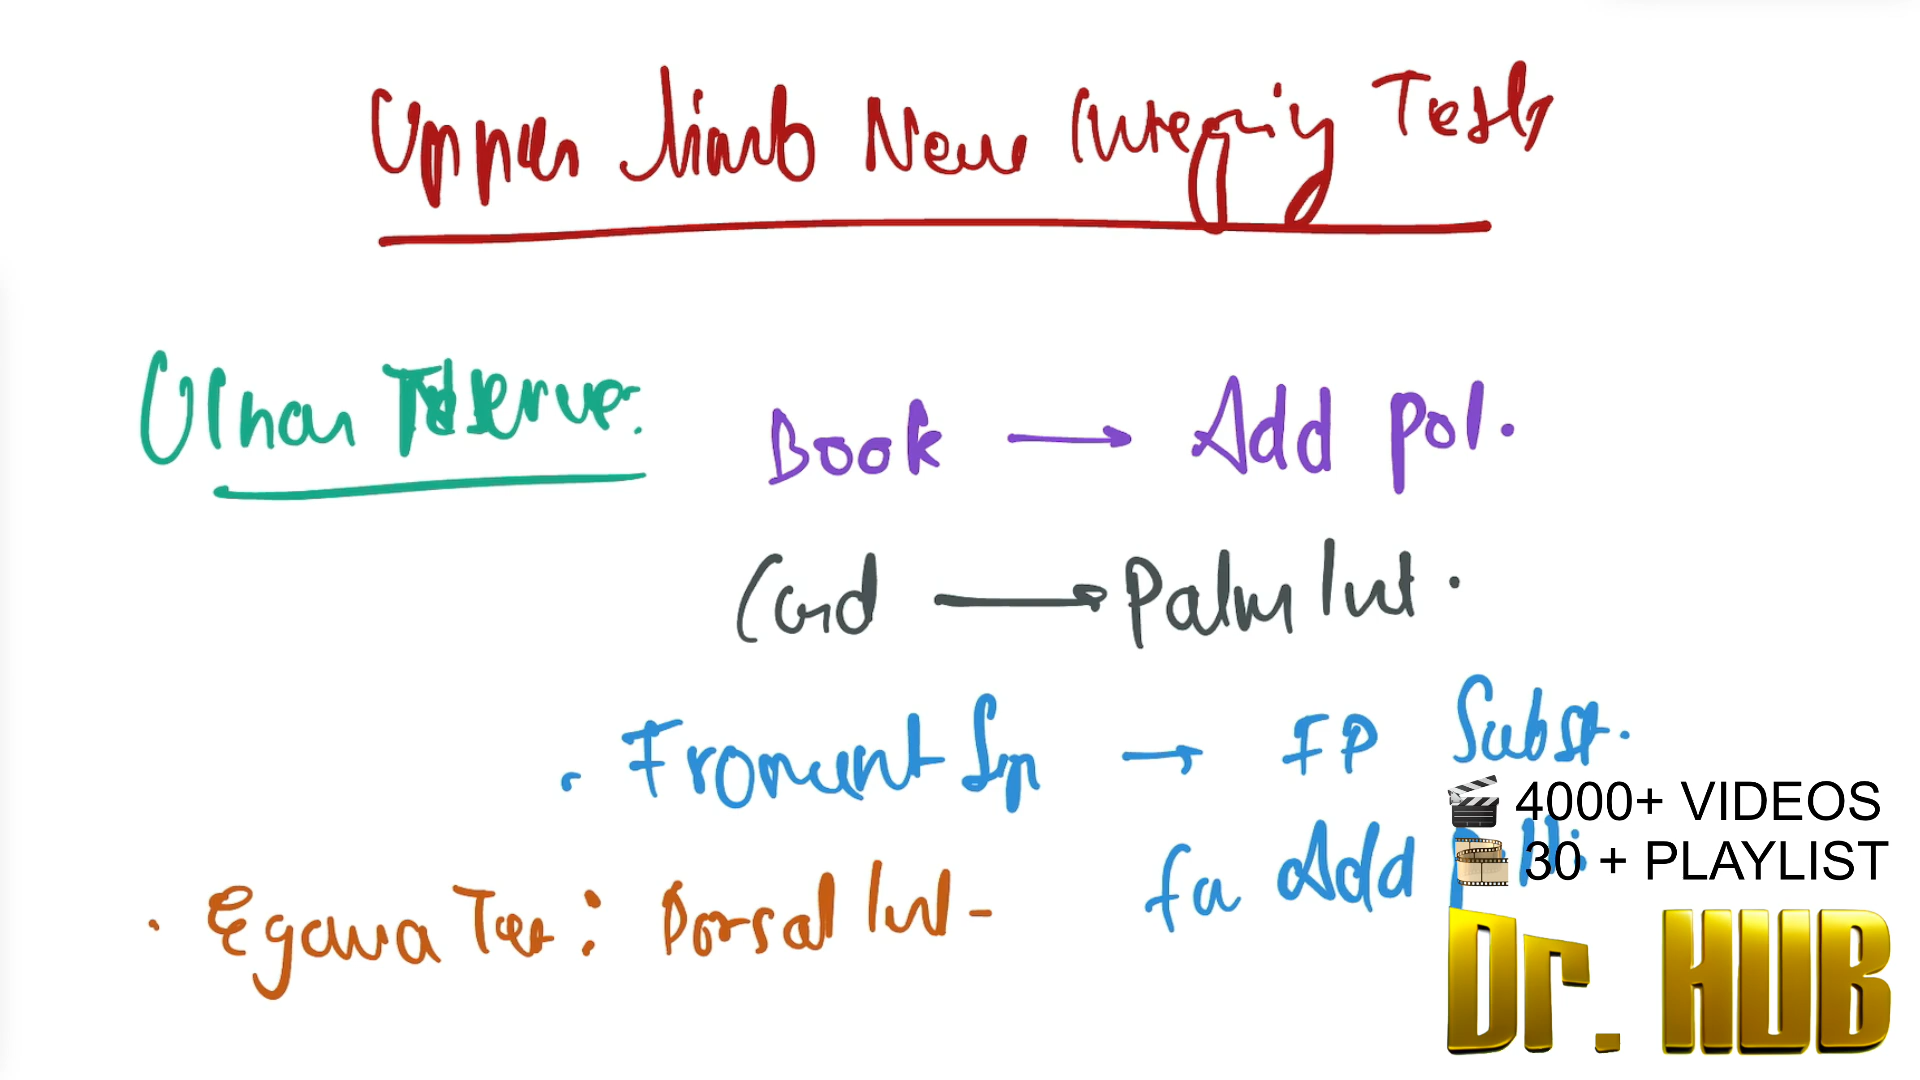 Upper limb Nerve Integrity Tests
Ulnar Nerve:
Book → Add pol.
Card → Palm Int.
. Froment Sign → FP Subst.
for Add
. Egawa Test: Dorsal Int -
4000+ VIDEOS
30 + PLAYLIST
Dr. HUB